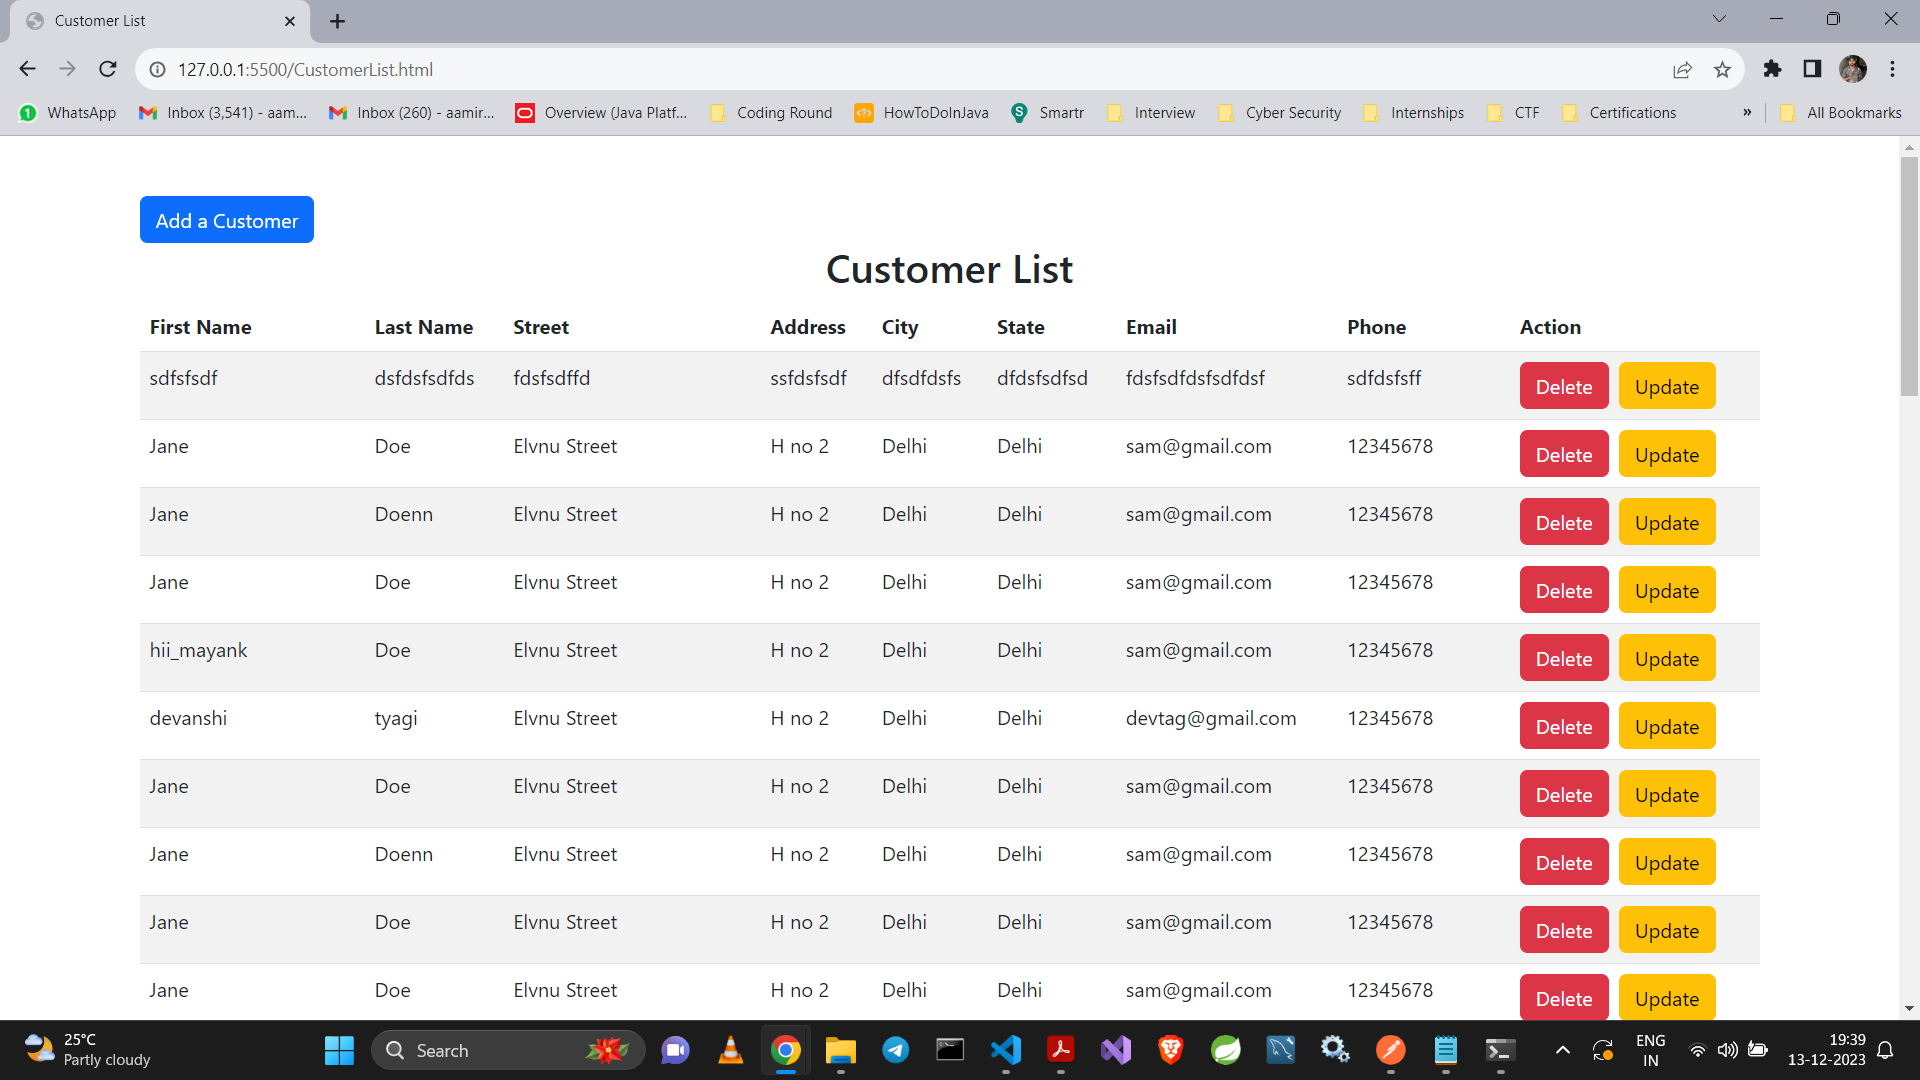 Customer List
127.0.0.1:5500/CustomerList.html
WhatsApp Inbox (3,541) - aam... Inbox (260) - aamir... Overview (Java Platf... Coding Round HowToDoInJava Smartr Interview Cyber Security Internships CTF Certifications » All Bookmarks
Add a Customer
Customer List
First Name Last Name Street Address City State Email Phone Action
sdfsfsdf dsfdsfsdfds fdsfsdffd ssfdsfsdf dfsdfdsfs dfdsfsdfsd fdsfsdfdsfsdfdsf sdfdsfsff Delete Update
Jane Doe Elvnu Street H no 2 Delhi Delhi sam@gmail.com 12345678 Delete Update
Jane Doenn Elvnu Street H no 2 Delhi Delhi sam@gmail.com 12345678 Delete Update
Jane Doe Elvnu Street H no 2 Delhi Delhi sam@gmail.com 12345678 Delete Update
hii_mayank Doe Elvnu Street H no 2 Delhi Delhi sam@gmail.com 12345678 Delete Update
devanshi tyagi Elvnu Street H no 2 Delhi Delhi devtag@gmail.com 12345678 Delete Update
Jane Doe Elvnu Street H no 2 Delhi Delhi sam@gmail.com 12345678 Delete Update
Jane Doenn Elvnu Street H no 2 Delhi Delhi sam@gmail.com 12345678 Delete Update
Jane Doe Elvnu Street H no 2 Delhi Delhi sam@gmail.com 12345678 Delete Update
Jane Doe Elvnu Street H no 2 Delhi Delhi sam@gmail.com 12345678 Delete Update
25°C
Partly cloudy
Search
ENG
IN
19:39
13-12-2023